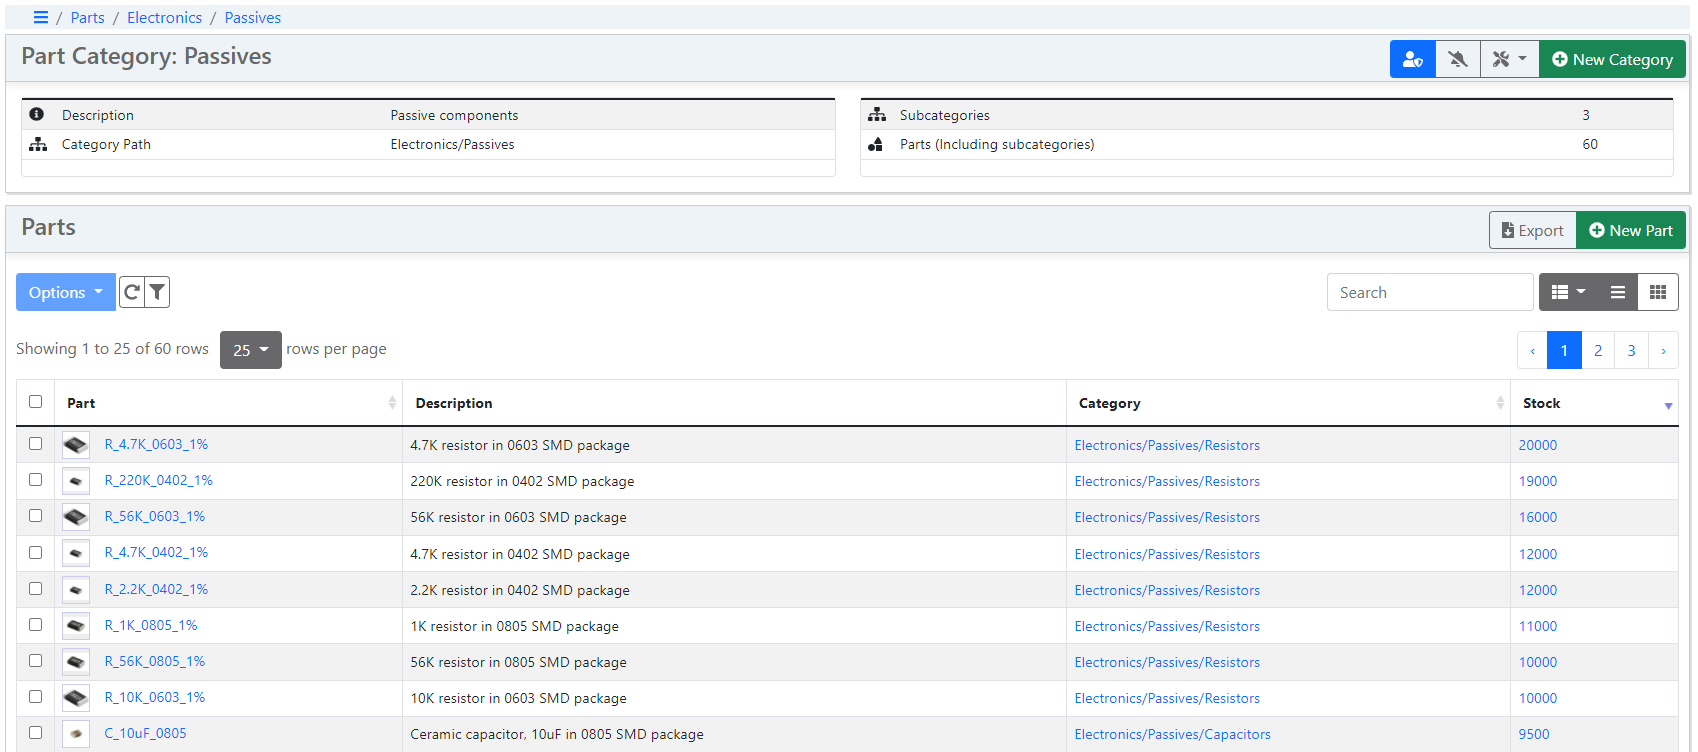 / Parts / Electronics / Passives
Part Category: Passives
New Category
Description Passive components
Category Path Electronics/Passives
Subcategories 3
Parts (Including subcategories) 60
Parts
Export New Part
Options Search
Showing 1 to 25 of 60 rows 25 rows per page ‹ 1 2 3 ›
Part Description Category Stock
R_4.7K_0603_1% 4.7K resistor in 0603 SMD package Electronics/Passives/Resistors 20000
R_220K_0402_1% 220K resistor in 0402 SMD package Electronics/Passives/Resistors 19000
R_56K_0603_1% 56K resistor in 0603 SMD package Electronics/Passives/Resistors 16000
R_4.7K_0402_1% 4.7K resistor in 0402 SMD package Electronics/Passives/Resistors 12000
R_2.2K_0402_1% 2.2K resistor in 0402 SMD package Electronics/Passives/Resistors 12000
R_1K_0805_1% 1K resistor in 0805 SMD package Electronics/Passives/Resistors 11000
R_56K_0805_1% 56K resistor in 0805 SMD package Electronics/Passives/Resistors 10000
R_10K_0603_1% 10K resistor in 0603 SMD package Electronics/Passives/Resistors 10000
C_10uF_0805 Ceramic capacitor, 10uF in 0805 SMD package Electronics/Passives/Capacitors 9500